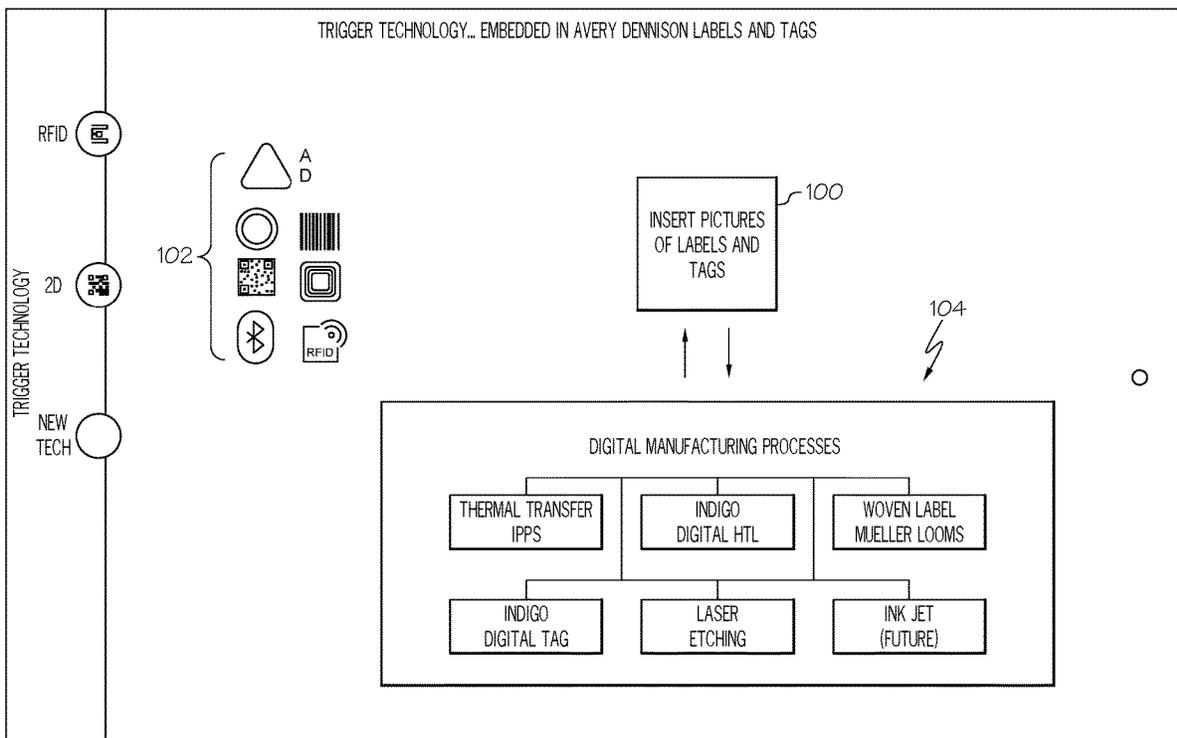 TRIGGER TECHNOLOGY... EMBEDDED IN AVERY DENNISON LABELS AND TAGS
TRIGGER TECHNOLOGY
RFID
2D
NEW
TECH
102
A
D
RFID
100
INSERT PICTURES
OF LABELS AND
TAGS
104
DIGITAL MANUFACTURING PROCESSES
THERMAL TRANSFER
IPPS
INDIGO
DIGITAL HTL
WOVEN LABEL
MUELLER LOOMS
INDIGO
DIGITAL TAG
LASER
ETCHING
INK JET
(FUTURE)